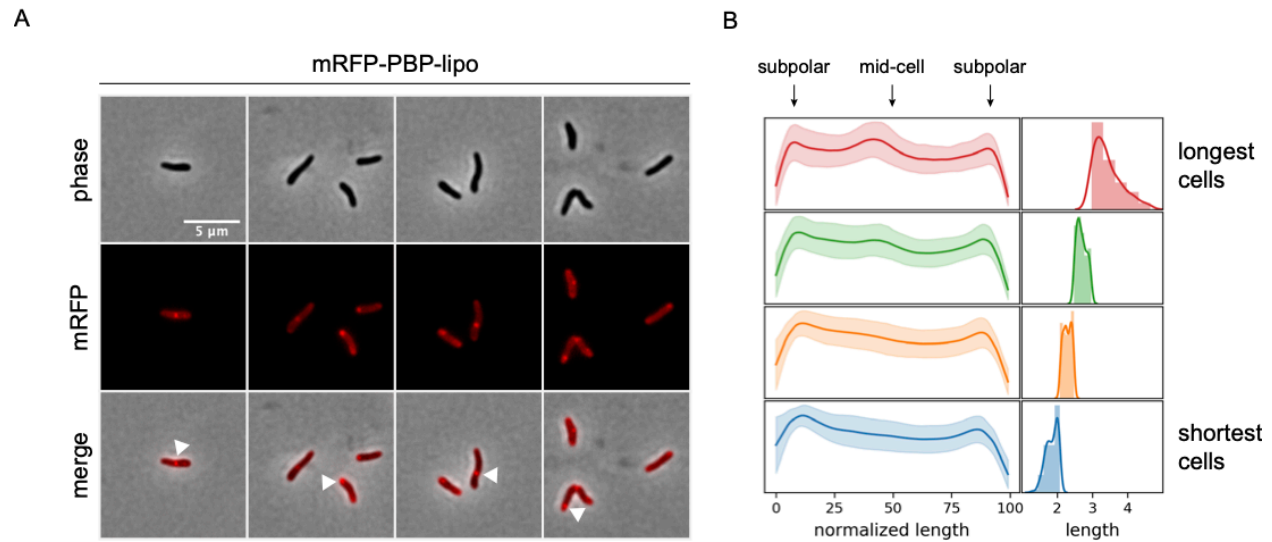 A
mRFP-PBP-lipo
phase
5 µm
mRFP
merge
B
subpolar mid-cell subpolar
longest
cells
shortest
cells
0 25 50 75 100
normalized length
2 3 4
length